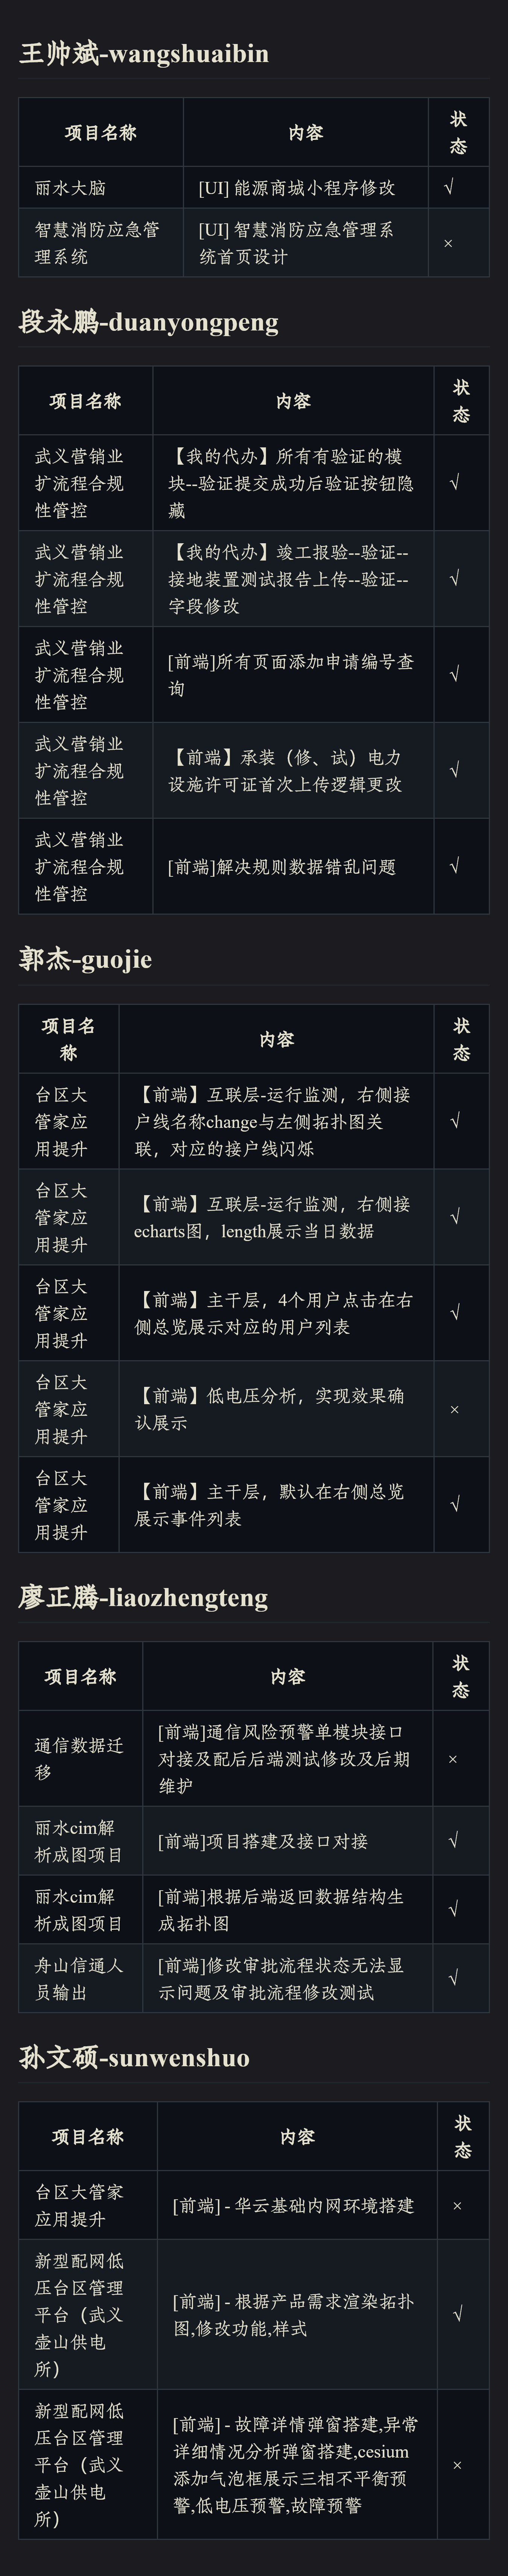 王帅斌-wangshuaibin
项目名称 内容 状
态
丽水大脑 [UI] 能源商城小程序修改 √
智慧消防应急管
理系统
[UI] 智慧消防应急管理系
统首页设计
×
段永鹏-duanyongpeng
项目名称 内容 状
态
武义营销业
扩流程合规
性管控
【我的代办】所有有验证的模
块--验证提交成功后验证按钮隐
藏
√
武义营销业
扩流程合规
性管控
【我的代办】竣工报验--验证--
接地装置测试报告上传--验证--
字段修改
√
武义营销业
扩流程合规
性管控
[前端]所有页面添加申请编号查
询
√
武义营销业
扩流程合规
性管控
【前端】承装（修、试）电力
设施许可证首次上传逻辑更改
√
武义营销业
扩流程合规
性管控
[前端]解决规则数据错乱问题
√
郭杰-guojie
项目名
称
内容
状
态
台区大
管家应
用提升
【前端】互联层-运行监测，右侧接
户线名称change与左侧拓扑图关
联，对应的接户线闪烁
√
台区大
管家应
用提升
【前端】互联层-运行监测，右侧接
echarts图，length展示当日数据
√
台区大
管家应
用提升
【前端】主干层，4个用户点击在右
侧总览展示对应的用户列表
√
台区大
管家应
用提升
【前端】低电压分析，实现效果确
认展示
×
台区大
管家应
用提升
【前端】主干层，默认在右侧总览
展示事件列表
√
廖正腾-liaozhengteng
项目名称 内容 状
态
通信数据迁
移
[前端]通信风险预警单模块接口
对接及配后后端测试修改及后期
维护
×
丽水cim解
析成图项目
[前端]项目搭建及接口对接
√
丽水cim解
析成图项目
[前端]根据后端返回数据结构生
成拓扑图
√
舟山信通人
员输出
[前端]修改审批流程状态无法显
示问题及审批流程修改测试
√
孙文硕-sunwenshuo
项目名称 内容 状
态
台区大管家
应用提升
[前端] - 华云基础内网环境搭建
×
新型配网低
压台区管理
平台（武义
壶山供电
所）
[前端] - 根据产品需求渲染拓扑
图,修改功能,样式
√
新型配网低
压台区管理
平台（武义
壶山供电
所）
[前端] - 故障详情弹窗搭建,异常
详细情况分析弹窗搭建,cesium
添加气泡框展示三相不平衡预
警,低电压预警,故障预警
×